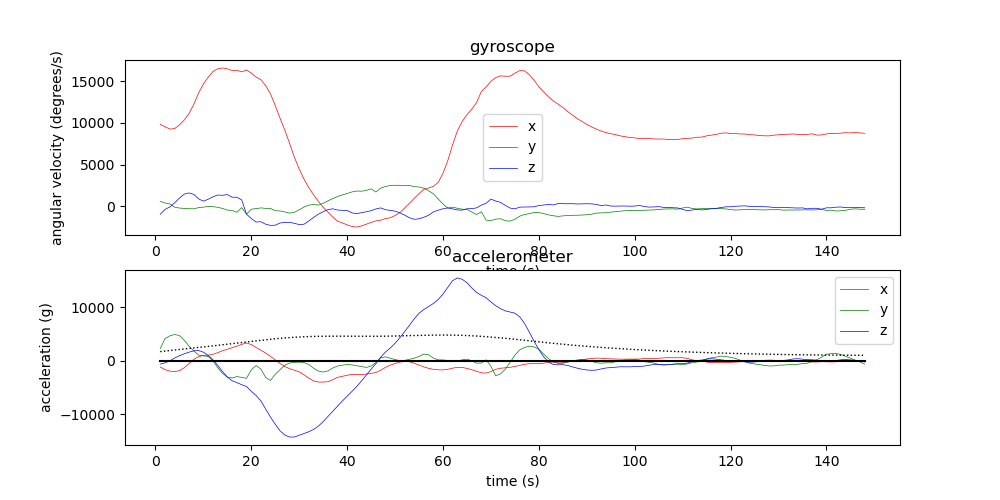 gyroscope
angular velocity (degrees/s)
15000
10000
5000
0
x
y
z
0 20 40 60 80 100 120 140
time (s)
accelerometer
acceleration (g)
10000
0
−10000
x
y
z
0 20 40 60 80 100 120 140
time (s)